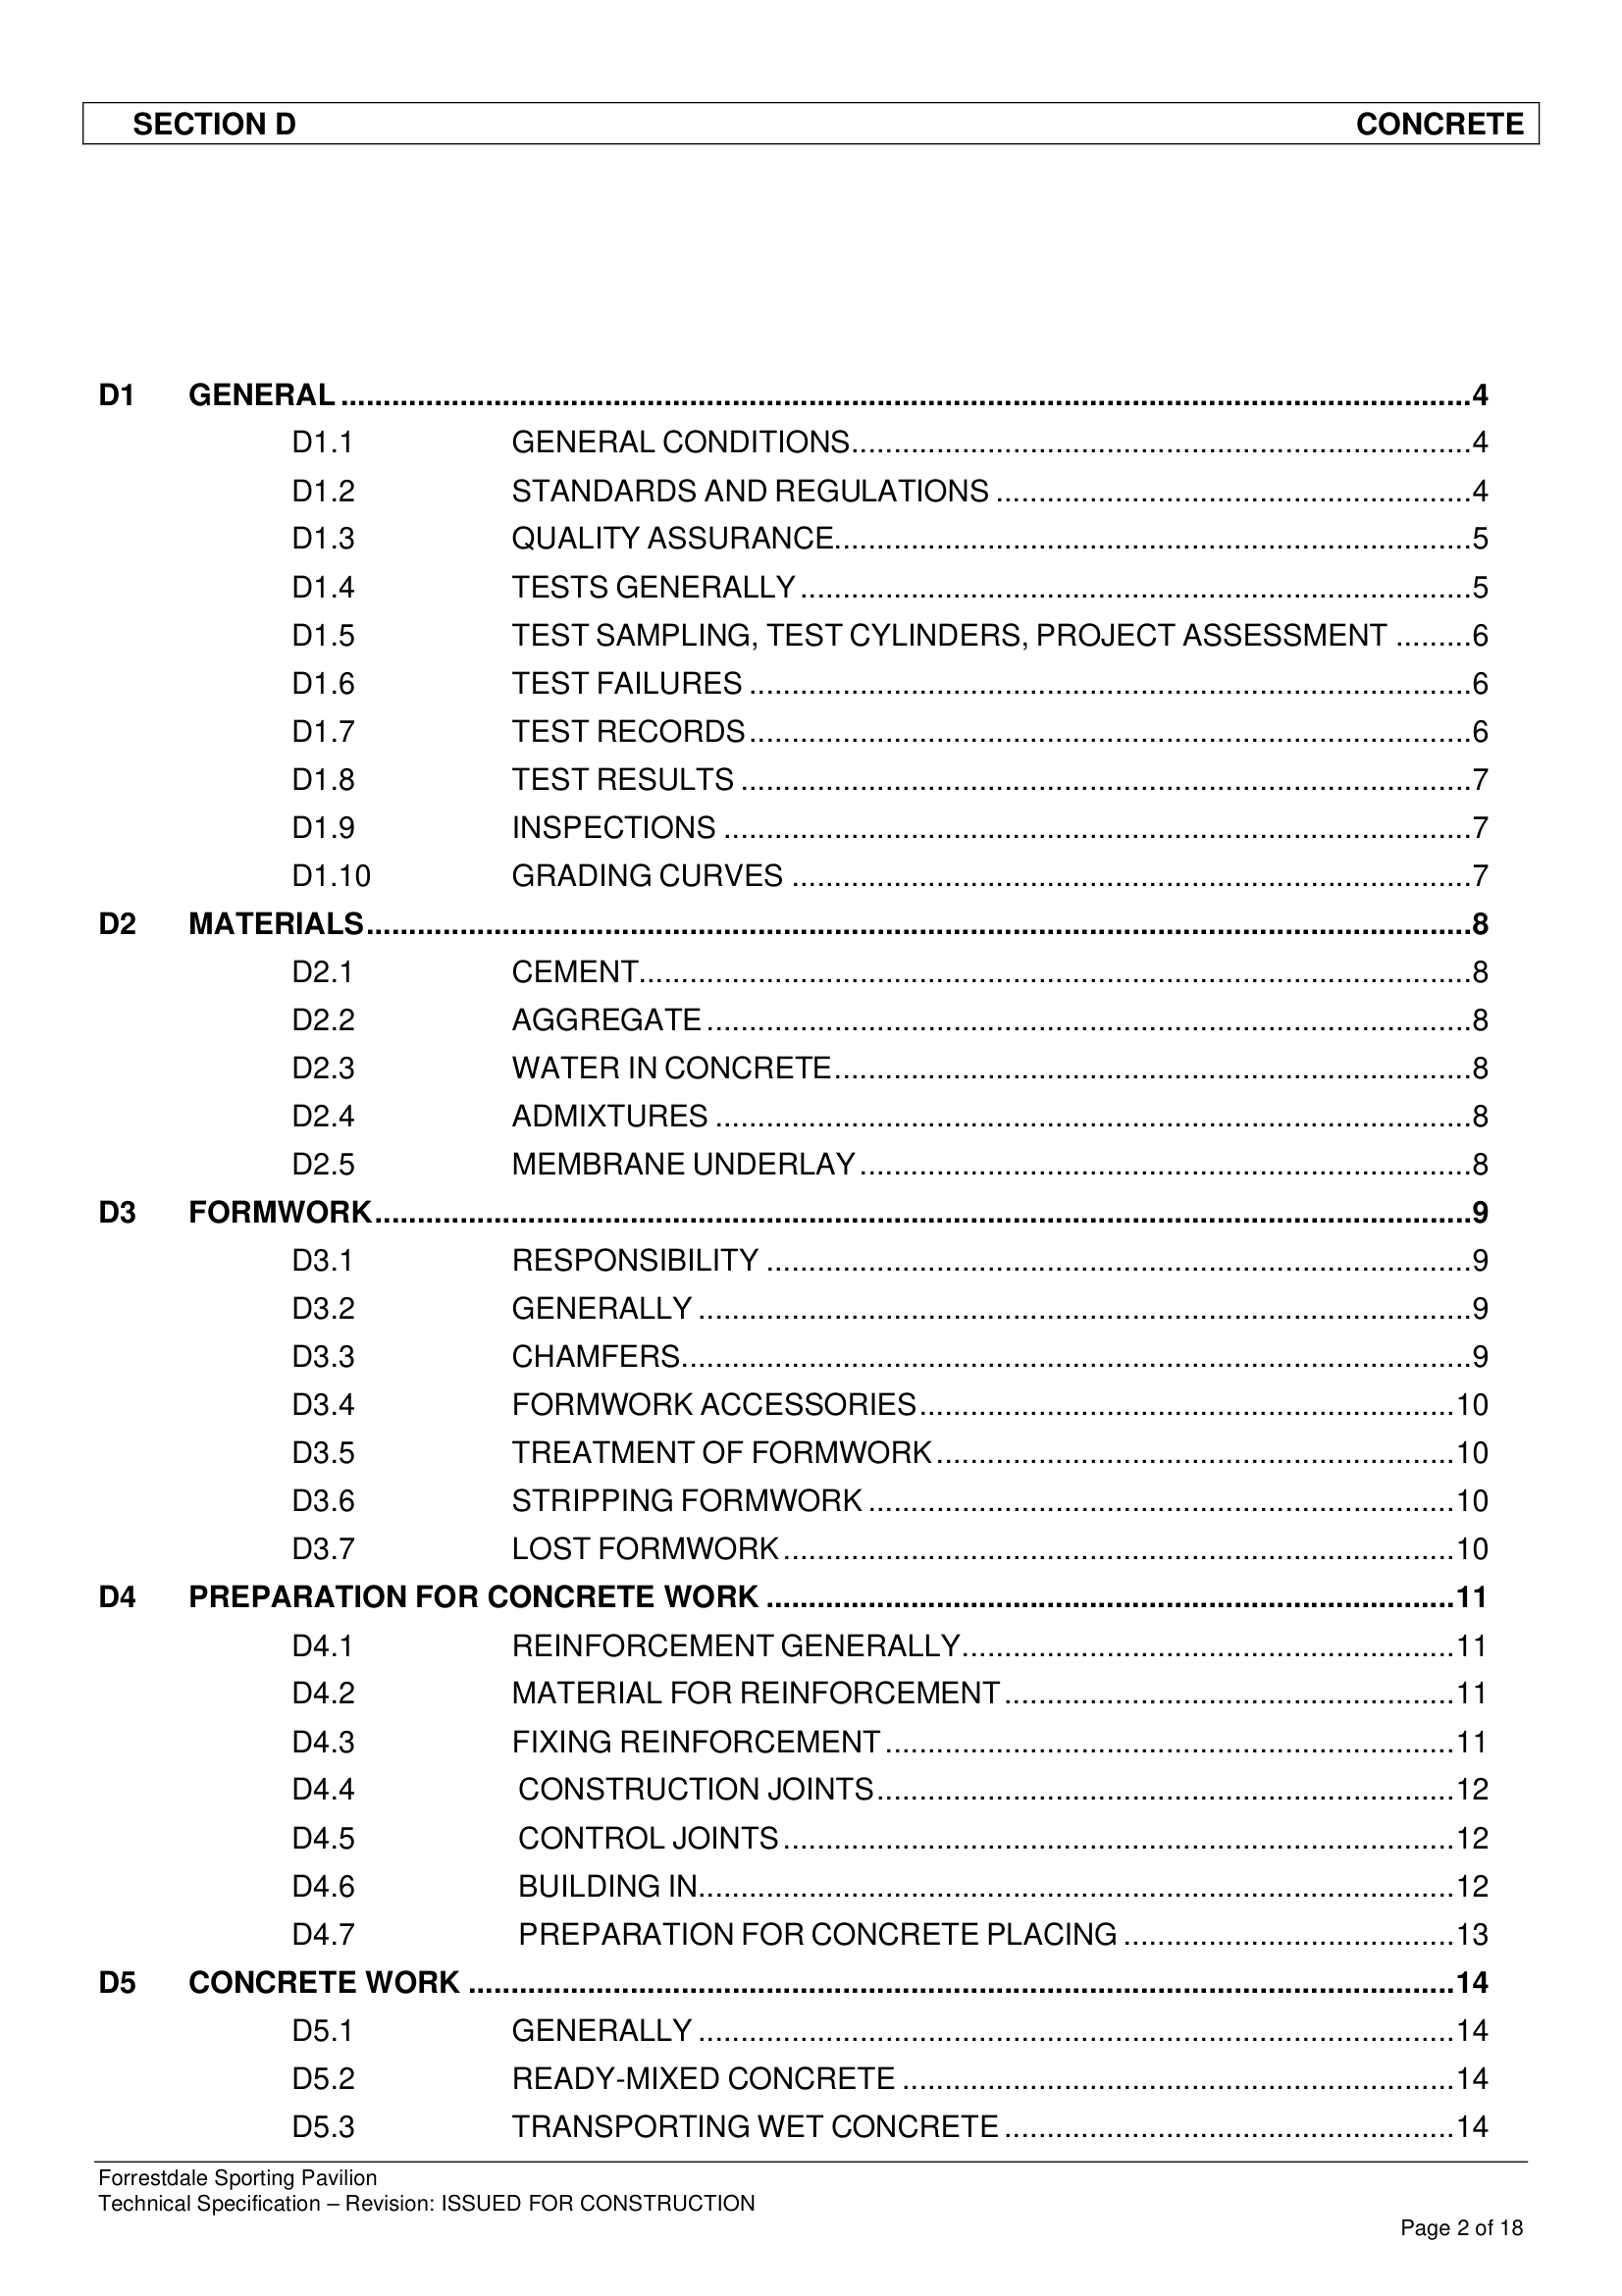 SECTION D CONCRETE
D1 GENERAL ........ 4
D1.1 GENERAL CONDITIONS ........ 4
D1.2 STANDARDS AND REGULATIONS ........ 4
D1.3 QUALITY ASSURANCE ........ 5
D1.4 TESTS GENERALLY ........ 5
D1.5 TEST SAMPLING, TEST CYLINDERS, PROJECT ASSESSMENT ........ 6
D1.6 TEST FAILURES ........ 6
D1.7 TEST RECORDS ........ 6
D1.8 TEST RESULTS ........ 7
D1.9 INSPECTIONS ........ 7
D1.10 GRADING CURVES ........ 7
D2 MATERIALS ........ 8
D2.1 CEMENT ........ 8
D2.2 AGGREGATE ........ 8
D2.3 WATER IN CONCRETE ........ 8
D2.4 ADMIXTURES ........ 8
D2.5 MEMBRANE UNDERLAY ........ 8
D3 FORMWORK ........ 9
D3.1 RESPONSIBILITY ........ 9
D3.2 GENERALLY ........ 9
D3.3 CHAMFERS ........ 9
D3.4 FORMWORK ACCESSORIES ........ 10
D3.5 TREATMENT OF FORMWORK ........ 10
D3.6 STRIPPING FORMWORK ........ 10
D3.7 LOST FORMWORK ........ 10
D4 PREPARATION FOR CONCRETE WORK ........ 11
D4.1 REINFORCEMENT GENERALLY ........ 11
D4.2 MATERIAL FOR REINFORCEMENT ........ 11
D4.3 FIXING REINFORCEMENT ........ 11
D4.4 CONSTRUCTION JOINTS ........ 12
D4.5 CONTROL JOINTS ........ 12
D4.6 BUILDING IN ........ 12
D4.7 PREPARATION FOR CONCRETE PLACING ........ 13
D5 CONCRETE WORK ........ 14
D5.1 GENERALLY ........ 14
D5.2 READY-MIXED CONCRETE ........ 14
D5.3 TRANSPORTING WET CONCRETE ........ 14
Forrestdale Sporting Pavilion
Technical Specification – Revision: ISSUED FOR CONSTRUCTION
Page 2 of 18